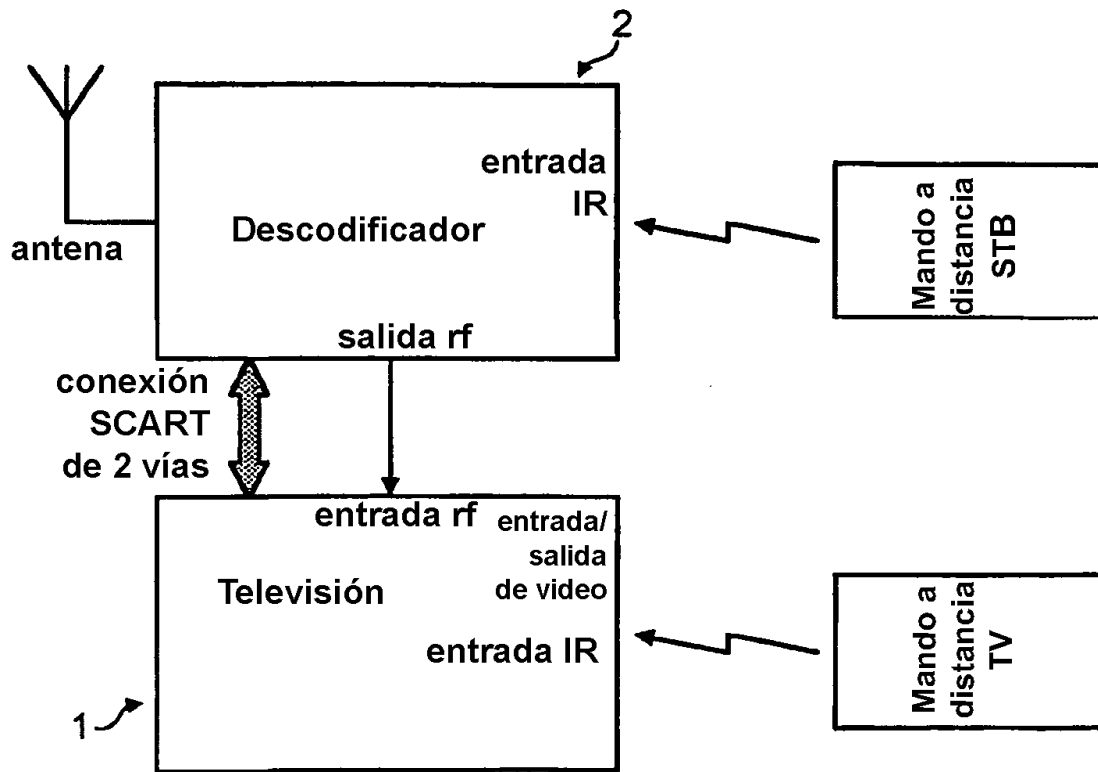 2
entrada
IR
Descodificador
antena
salida rf
Mando a
distancia
STB
conexión
SCART
de 2 vías
entrada rf
entrada/
salida
de video
Televisión
entrada IR
Mando a
distancia
TV
1